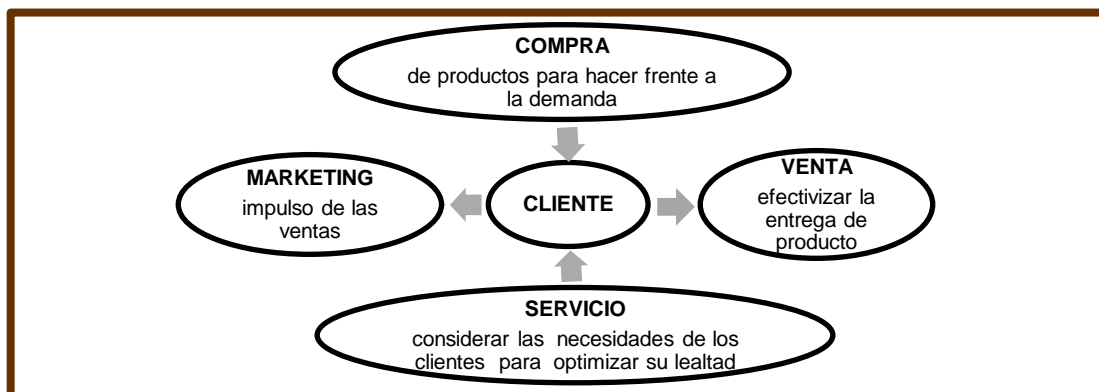 COMPRA
de productos para hacer frente a
la demanda
MARKETING
impulso de las
ventas
CLIENTE
VENTA
efectivizar la
entrega de
producto
SERVICIO
considerar las necesidades de los
clientes para optimizar su lealtad